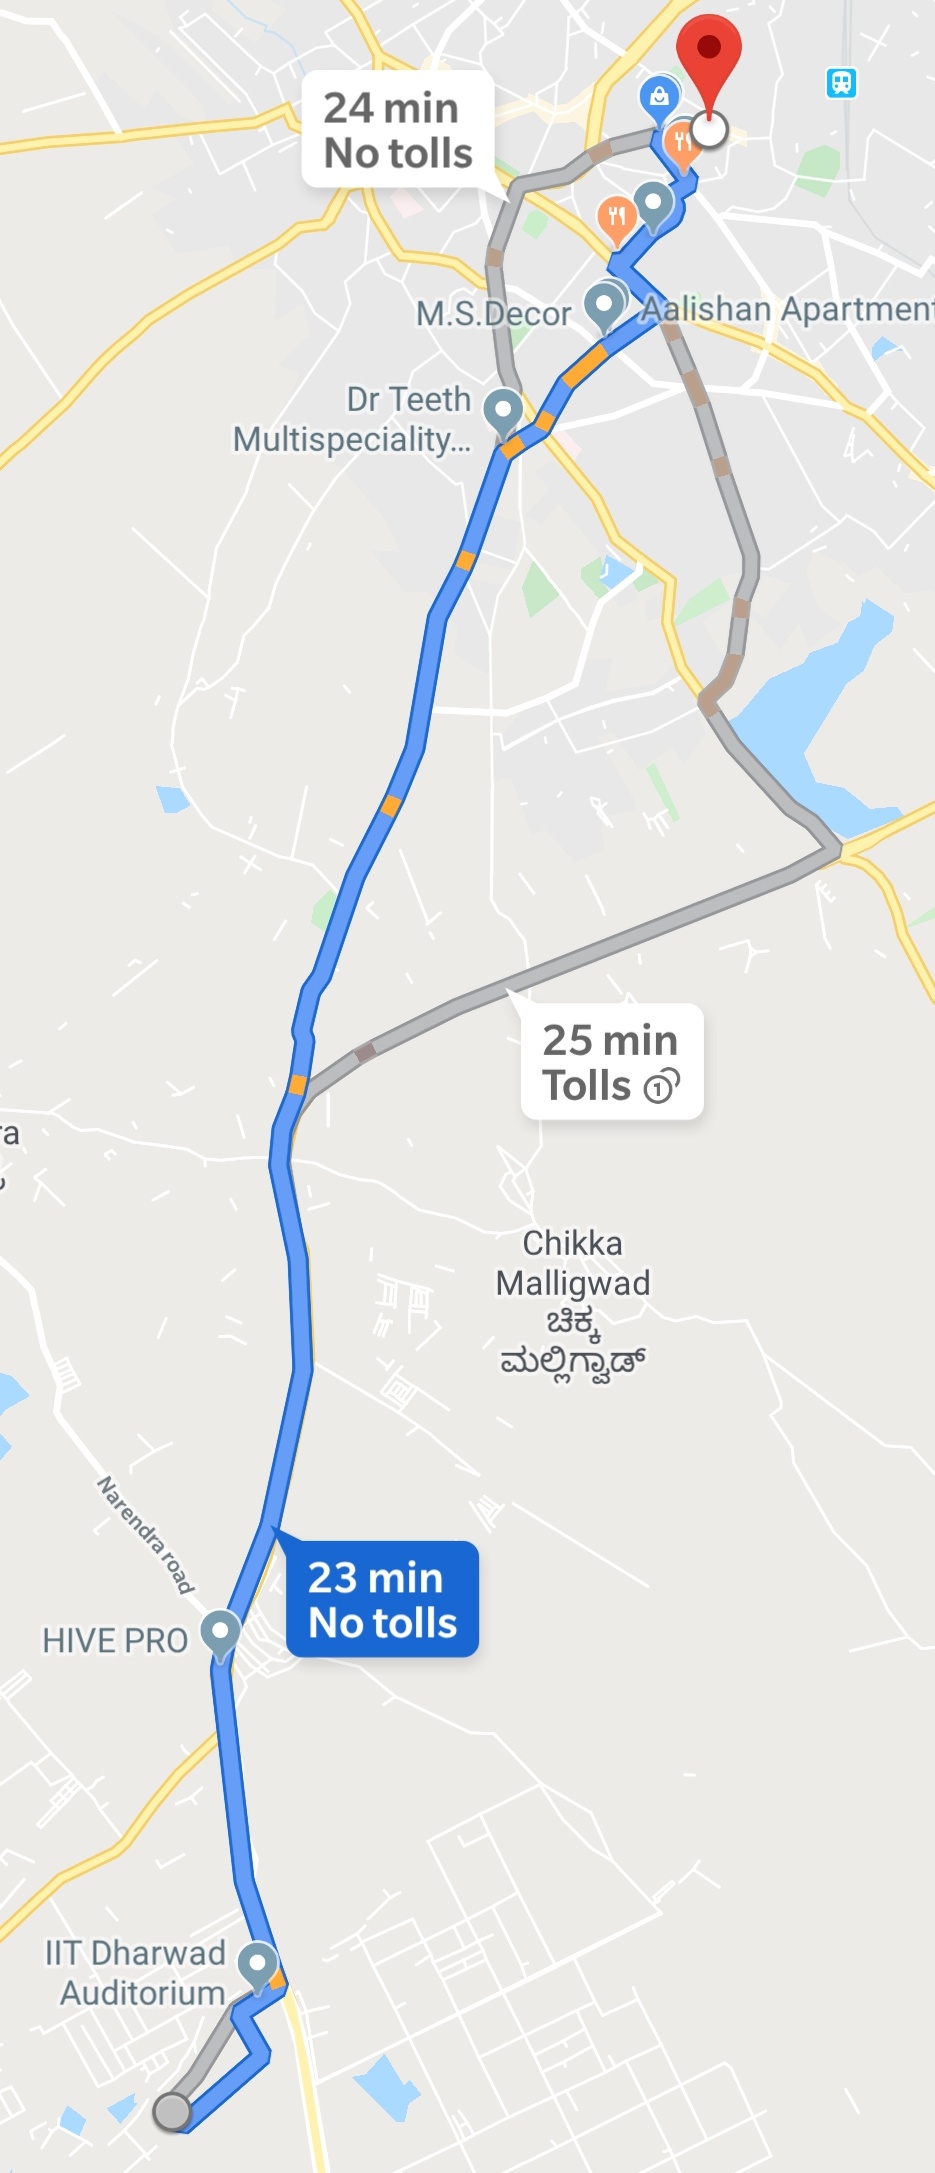 24 min
No tolls
M.S.Decor
Aalishan Apartment
Dr Teeth
Multispeciality...
25 min
Tolls
Chikka
Malligwad
ಚಿಕ್ಕ
ಮಲ್ಲಿಗ್ವಾಡ್
Narendra road
23 min
No tolls
HIVE PRO
IIT Dharwad
Auditorium